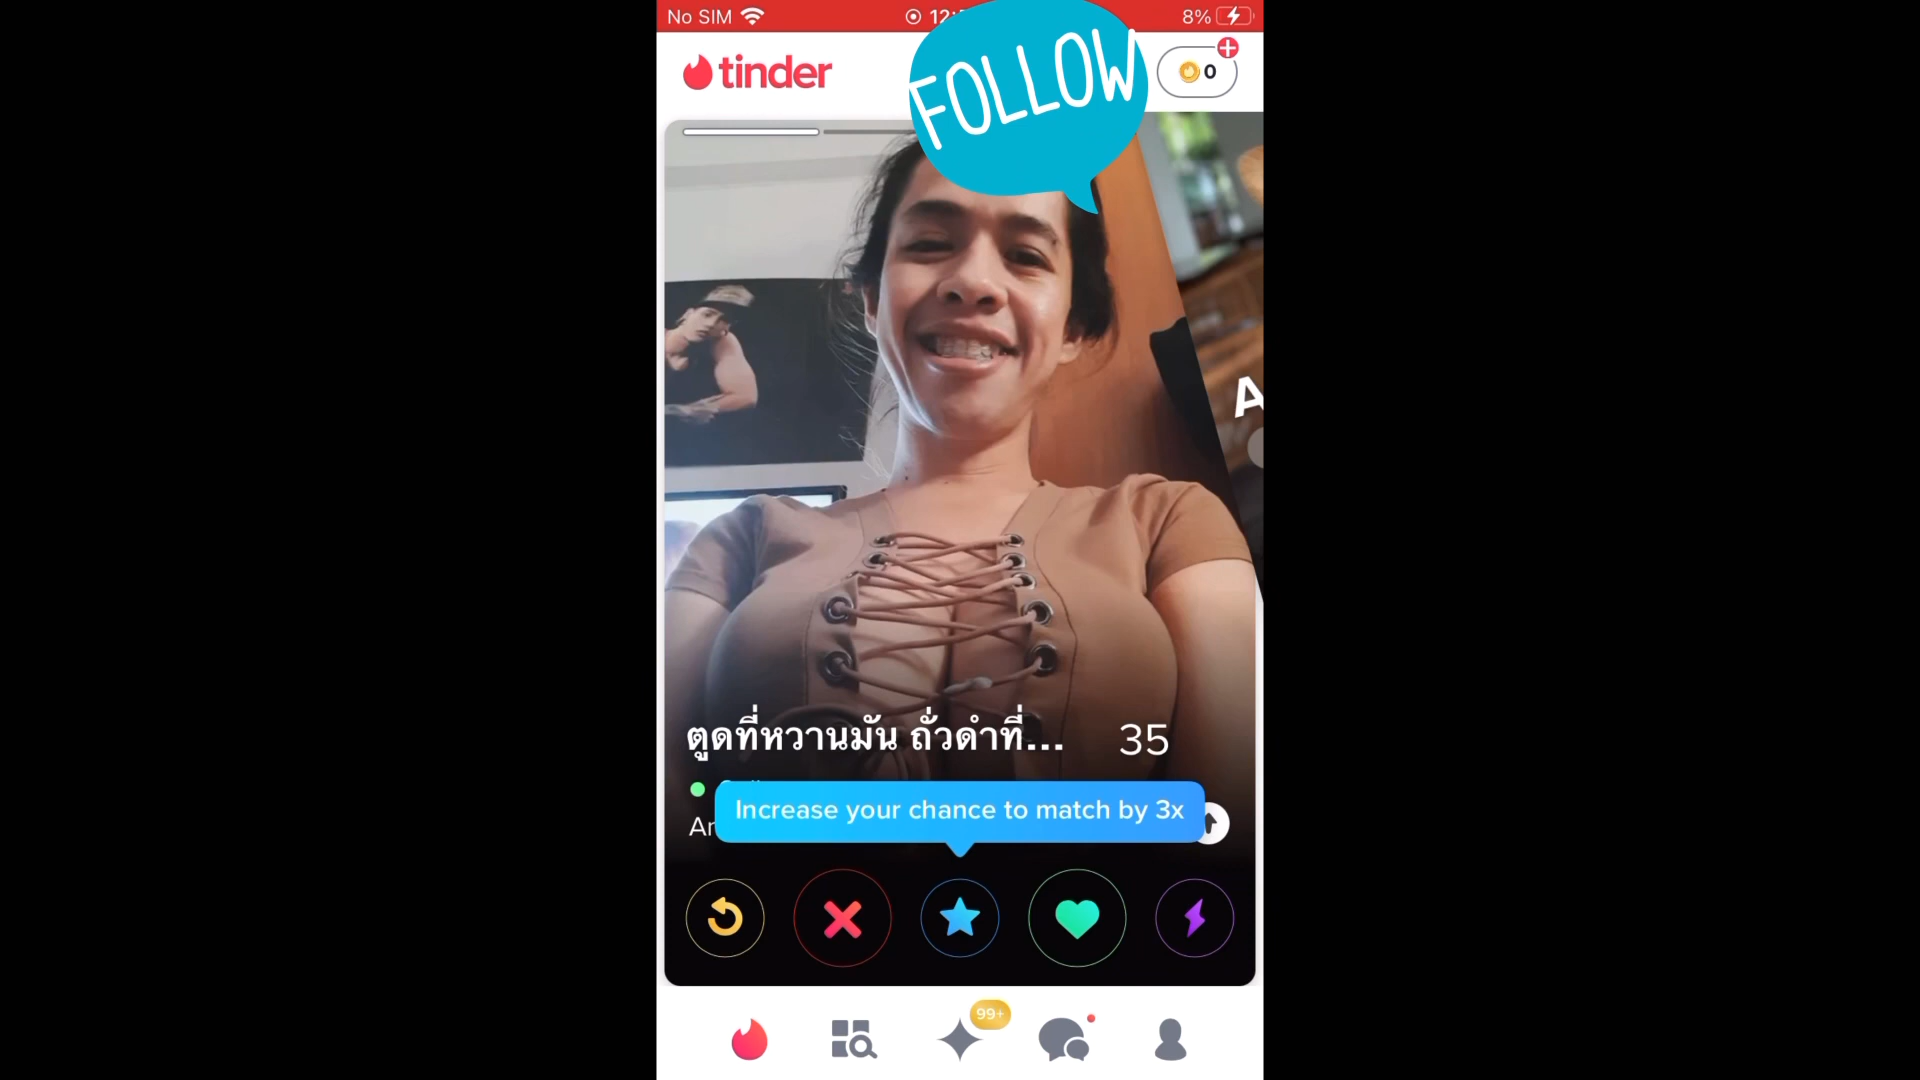 No SIM
8%
tinder
FOLLOW
0
ตูดที่หวานมัน ถั่วดำที่... 35
Increase your chance to match by 3x
99+